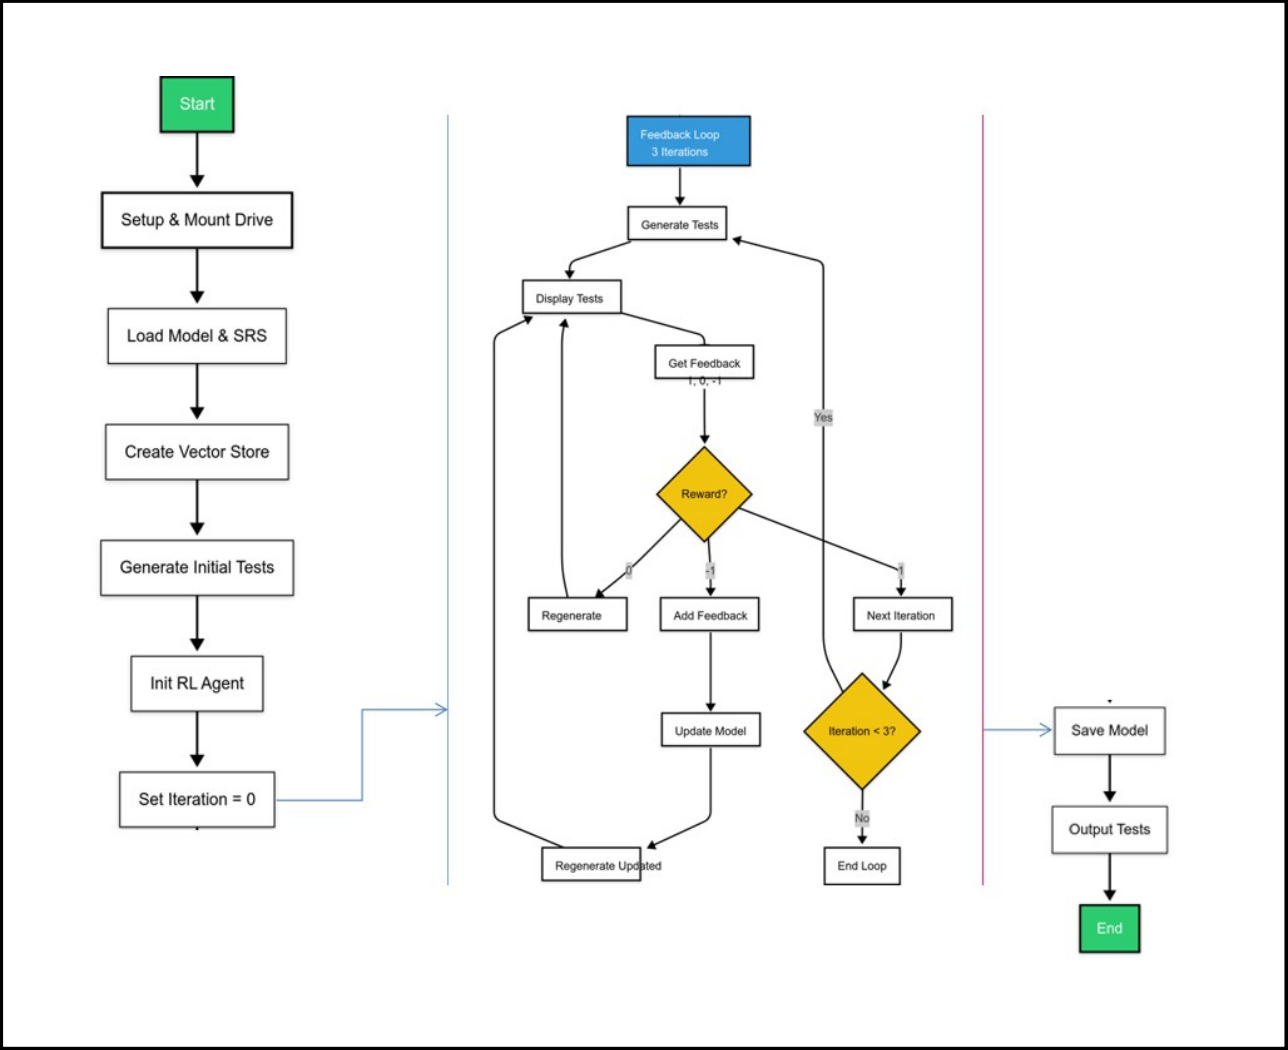 Start
Setup & Mount Drive
Load Model & SRS
Create Vector Store
Generate Initial Tests
Init RL Agent
Set Iteration = 0
Feedback Loop
3 Iterations
Generate Tests
Display Tests
Get Feedback
1, 0, -1
Yes
Reward?
0
-1
1
Regenerate
Add Feedback
Next Iteration
Update Model
Iteration < 3?
No
Regenerate Updated
End Loop
Save Model
Output Tests
End